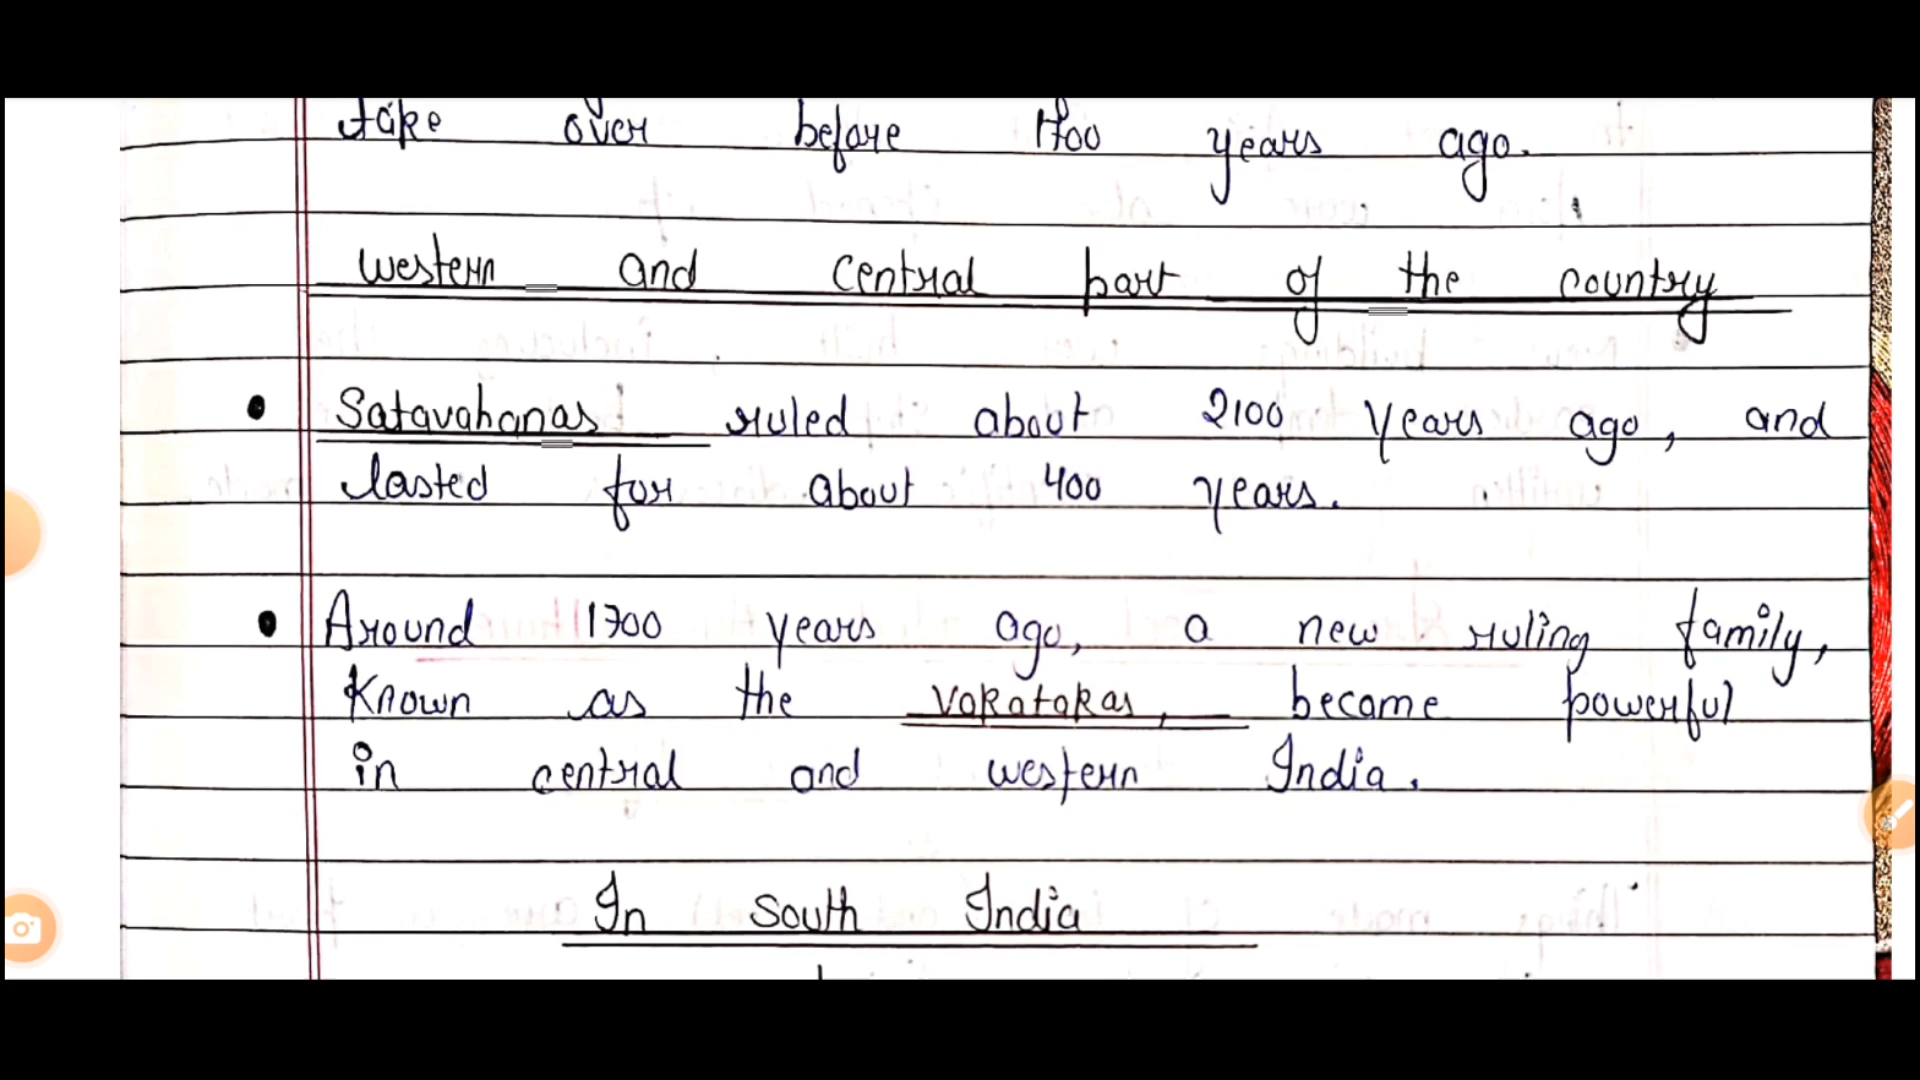 take over before 1700 years ago.
western and central part of the country
Satavahanas ruled about 2100 years ago, and
lasted for about 400 years.
Around 1700 years ago, a new ruling family,
known as the vakatakas, became powerful
in central and western India.
In south India